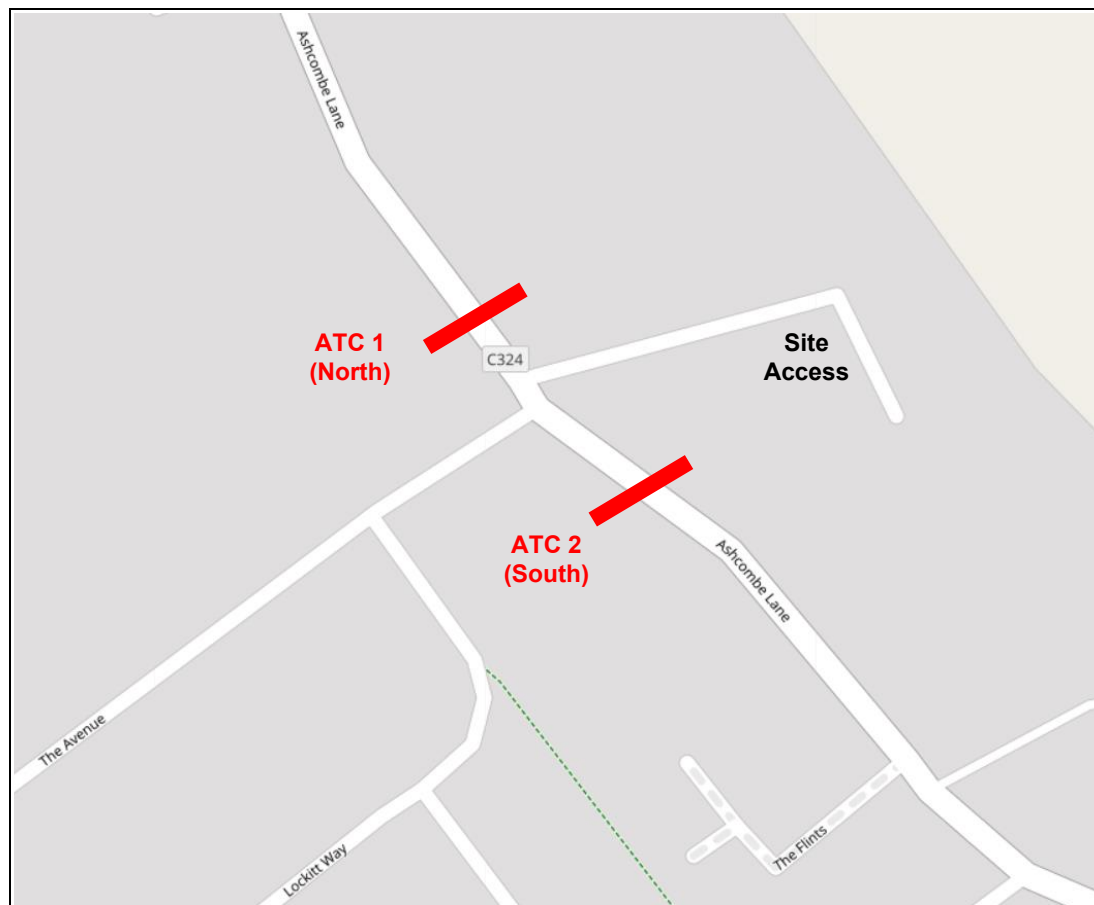 Ashcombe Lane
ATC 1
(North)
C324
Site
Access
ATC 2
(South)
Ashcombe Lane
The Avenue
The Flints
Lockitt Way